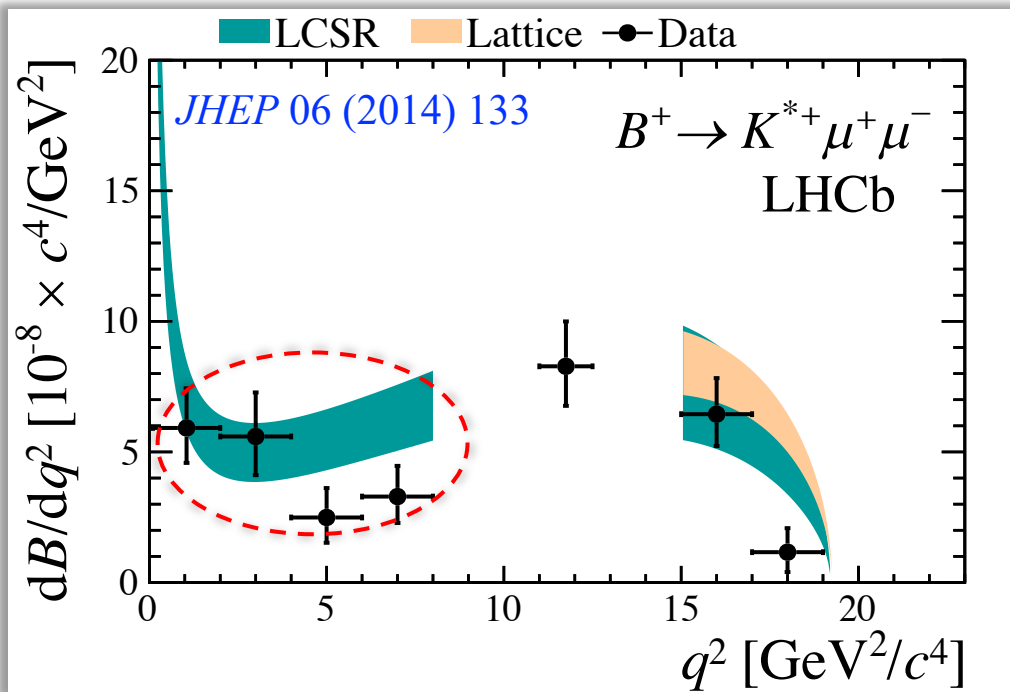 LCSR Lattice Data
JHEP 06 (2014) 133
B⁺ → K*⁺μ⁺μ⁻
LHCb
dB/dq² [10⁻⁸ × c⁴/GeV²]
20
15
10
5
0
0 5 10 15 20
q² [GeV²/c⁴]